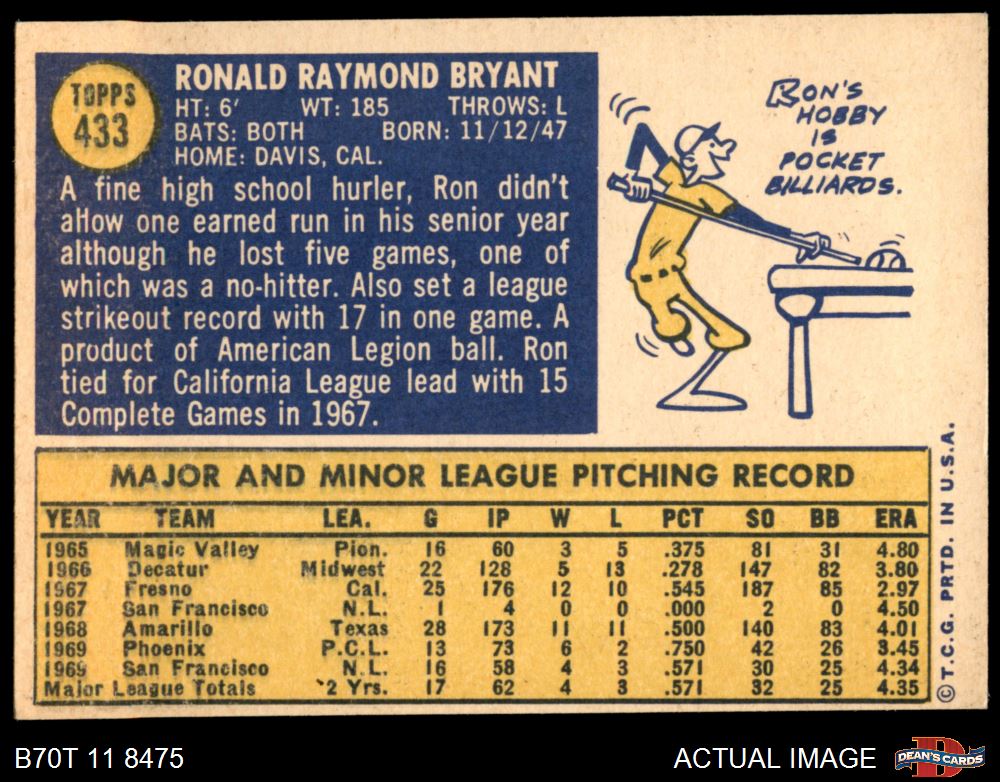 TOPPS
433
RONALD RAYMOND BRYANT
HT: 6' WT: 185 THROWS: L
BATS: BOTH BORN: 11/12/47
HOME: DAVIS, CAL.
A fine high school hurler, Ron didn't
allow one earned run in his senior year
although he lost five games, one of
which was a no-hitter. Also set a league
strikeout record with 17 in one game. A
product of American Legion ball. Ron
tied for California League lead with 15
Complete Games in 1967.
RON'S
HOBBY
IS
POCKET
BILLIARDS.
MAJOR AND MINOR LEAGUE PITCHING RECORD
YEAR TEAM LEA. G IP W L PCT SO BB ERA
1965 Magic Valley Pion. 16 60 3 5 .375 81 31 4.80
1966 Decatur Midwest 22 128 5 13 .278 147 82 3.80
1967 Fresno Cal. 25 176 12 10 .545 187 85 2.97
1967 San Francisco N.L. 1 4 0 0 .000 2 0 4.50
1968 Amarillo Texas 28 173 11 11 .500 140 83 4.01
1969 Phoenix P.C.L. 13 73 6 2 .750 42 26 3.45
1969 San Francisco N.L. 16 58 4 3 .571 30 25 4.34
Major League Totals 2 Yrs. 17 62 4 3 .571 32 25 4.35
© T.C.G. PRTD. IN U.S.A.
B70T 11 8475
ACTUAL IMAGE
D
DEAN'S CARDS